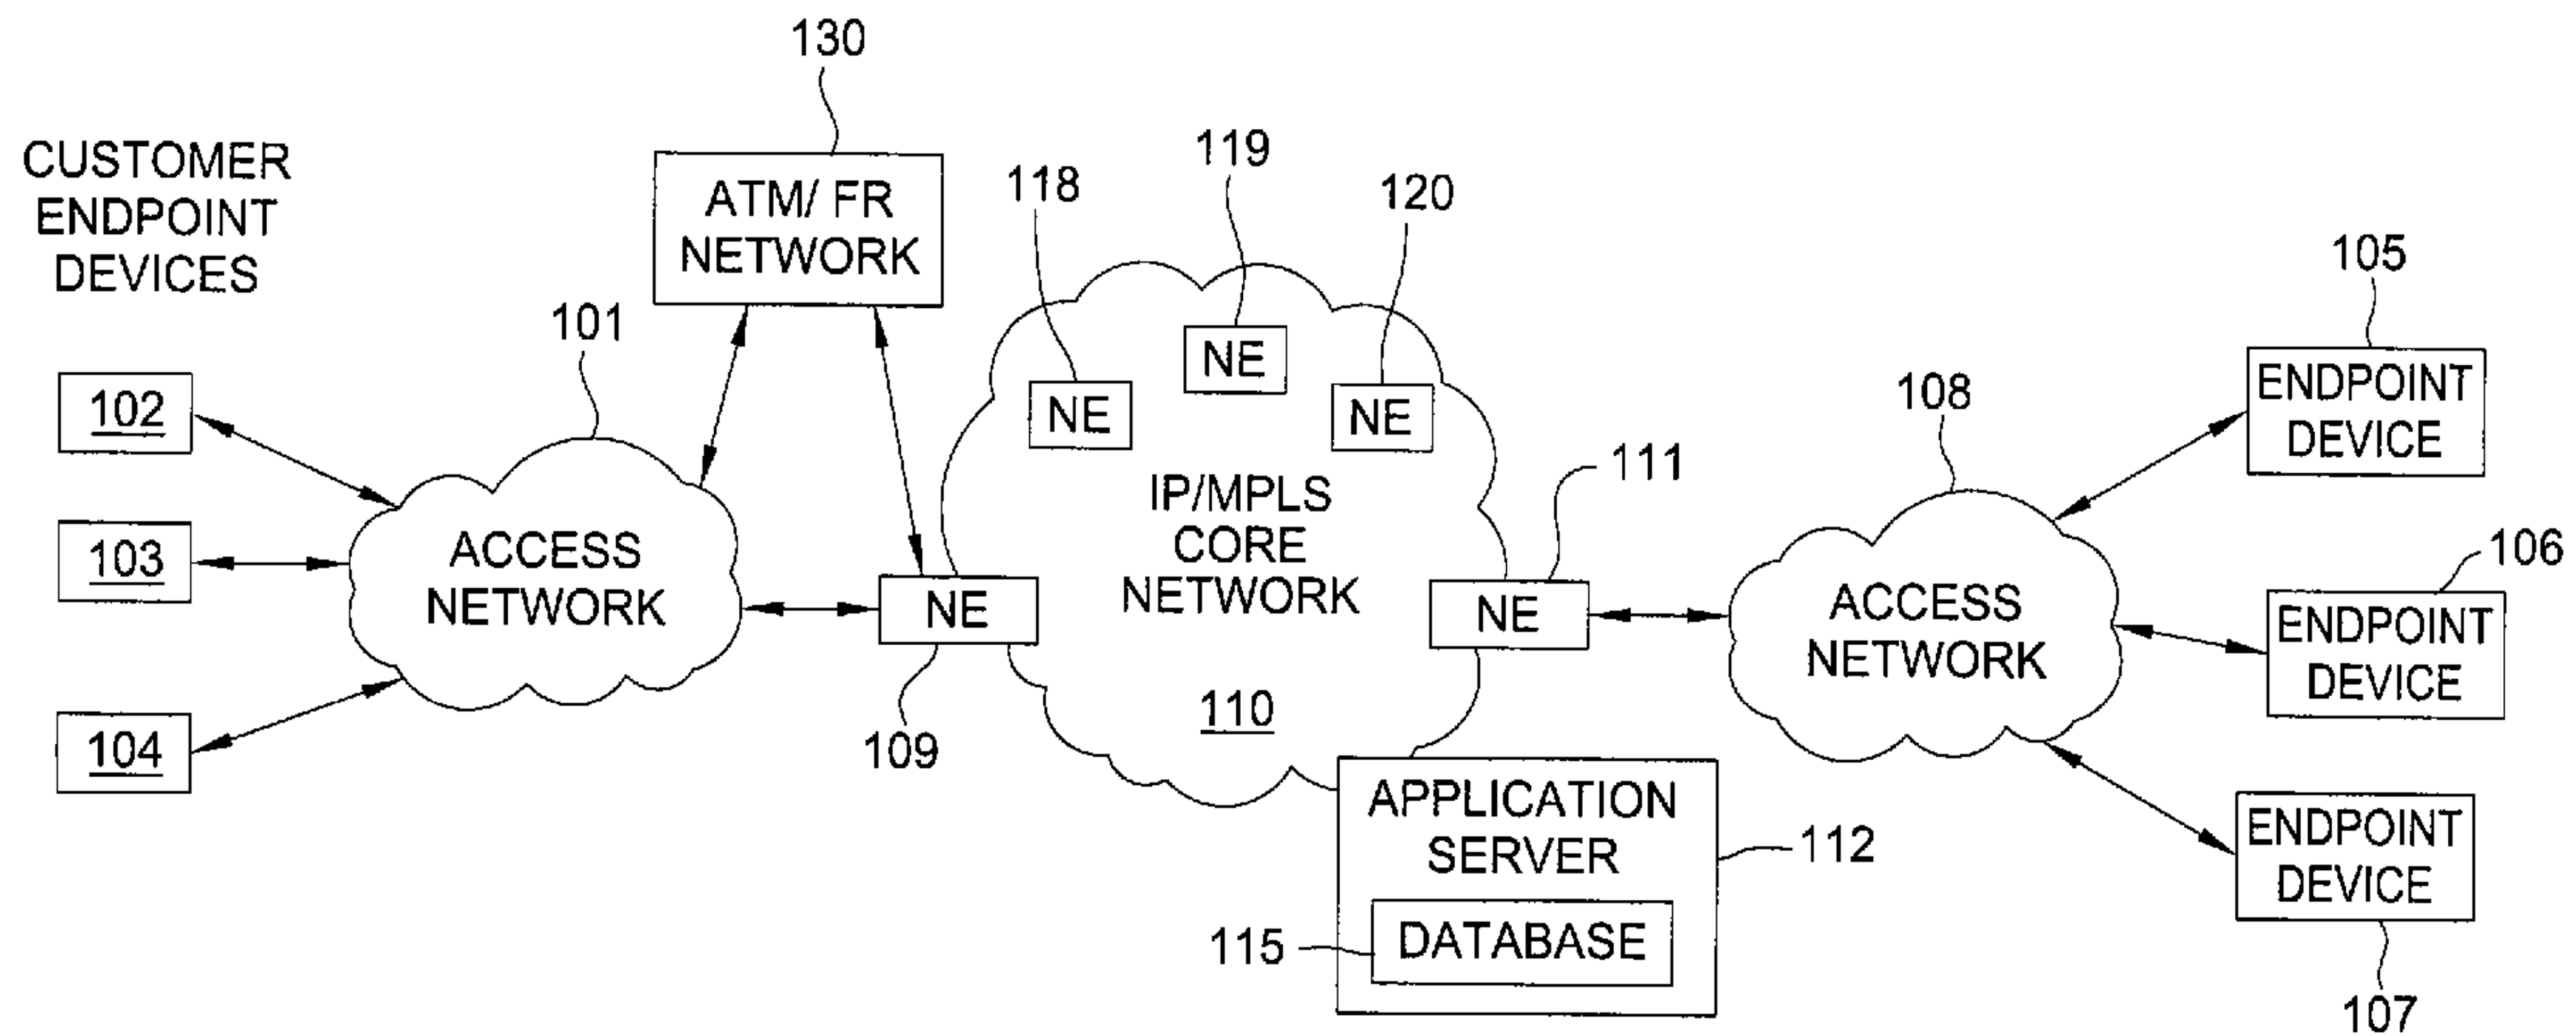 130
CUSTOMER
ENDPOINT
DEVICES
ATM/ FR
NETWORK
118
119
120
101
105
102
103
104
ACCESS
NETWORK
NE
NE
NE
IP/MPLS
CORE
NETWORK
110
NE
109
NE
111
108
ACCESS
NETWORK
ENDPOINT
DEVICE
106
ENDPOINT
DEVICE
ENDPOINT
DEVICE
107
APPLICATION
SERVER
112
115
DATABASE